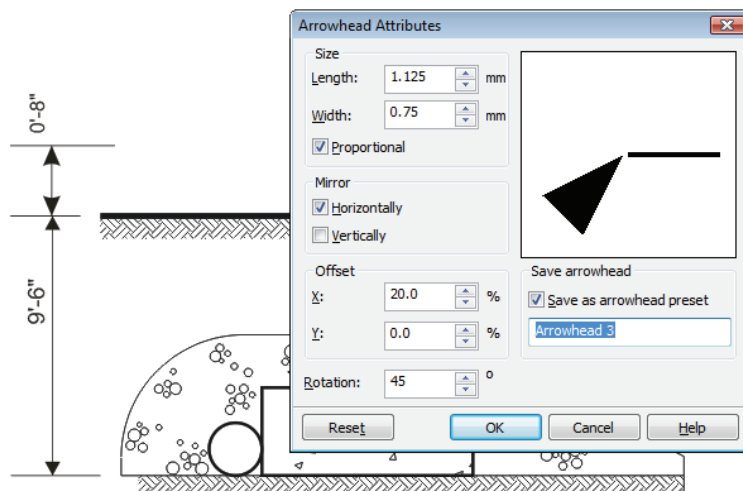 0'-8"
9'-6"
Arrowhead Attributes
Size
Length: 1.125 mm
Width: 0.75 mm
Proportional
Mirror
Horizontally
Vertically
Offset
X: 20.0 %
Y: 0.0 %
Rotation: 45 °
Save arrowhead
Save as arrowhead preset
Arrowhead 3
Reset OK Cancel Help